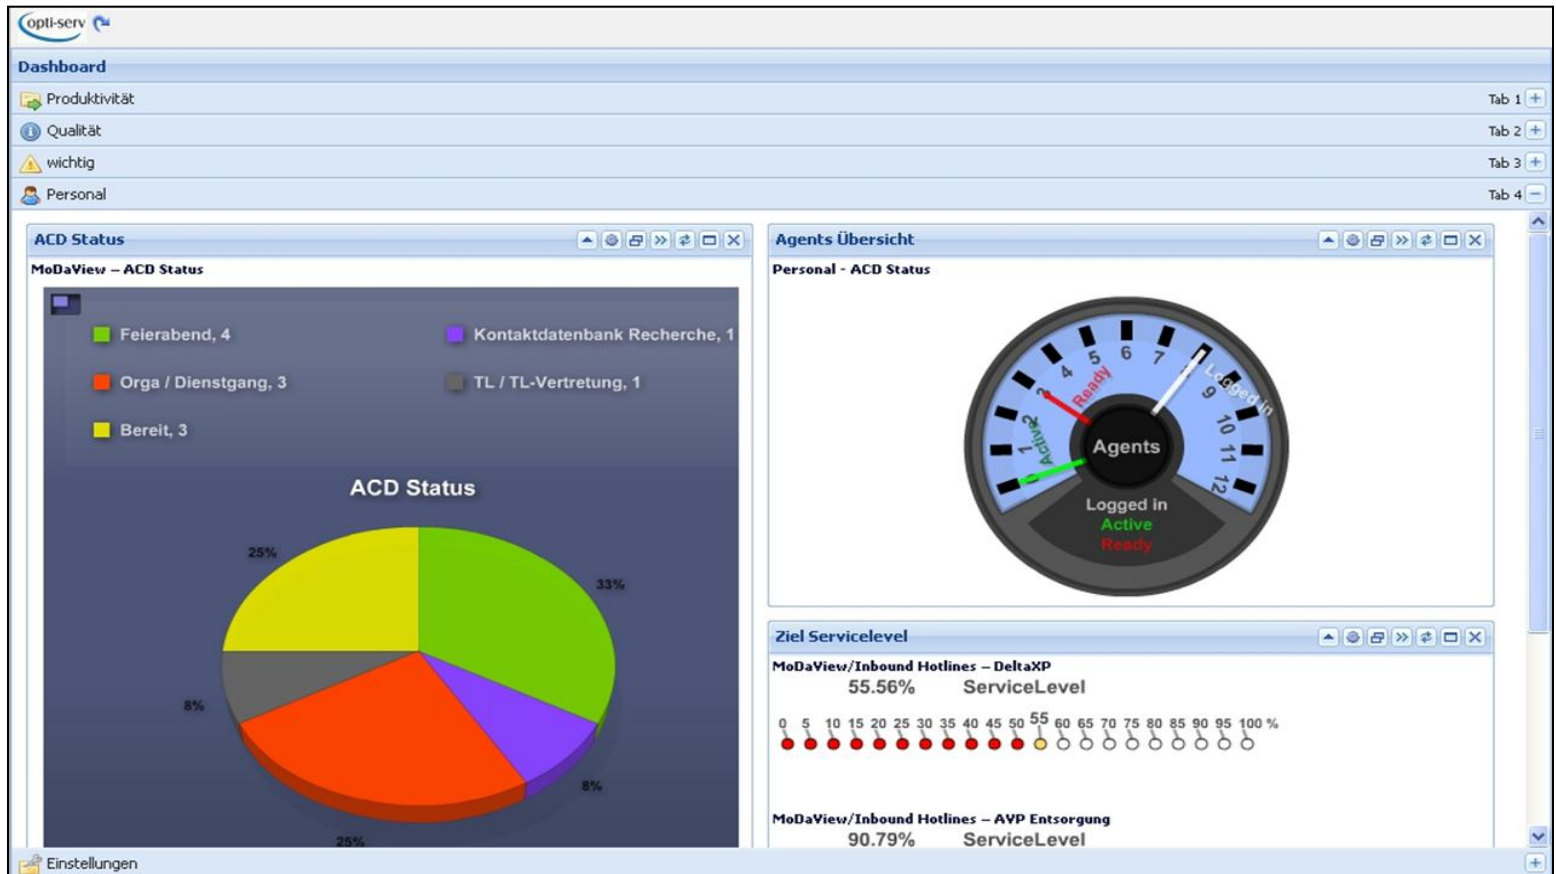 opti-serv
Dashboard
Produktivität Tab 1
Qualität Tab 2
wichtig Tab 3
Personal Tab 4
ACD Status
MoDaView – ACD Status
Feierabend, 4
Kontaktdatenbank Recherche, 1
Orga / Dienstgang, 3
TL / TL-Vertretung, 1
Bereit, 3
ACD Status
25%
33%
8%
8%
25%
Agents Übersicht
Personal - ACD Status
0 1 2 3 4 5 6 7 8 9 10 11 12
Active
Ready
Logged in
Agents
Logged in
Active
Ready
Ziel Servicelevel
MoDaView/Inbound Hotlines – DeltaXP
55.56% ServiceLevel
0 5 10 15 20 25 30 35 40 45 50 55 60 65 70 75 80 85 90 95 100 %
MoDaView/Inbound Hotlines – AVP Entsorgung
90.79% ServiceLevel
Einstellungen